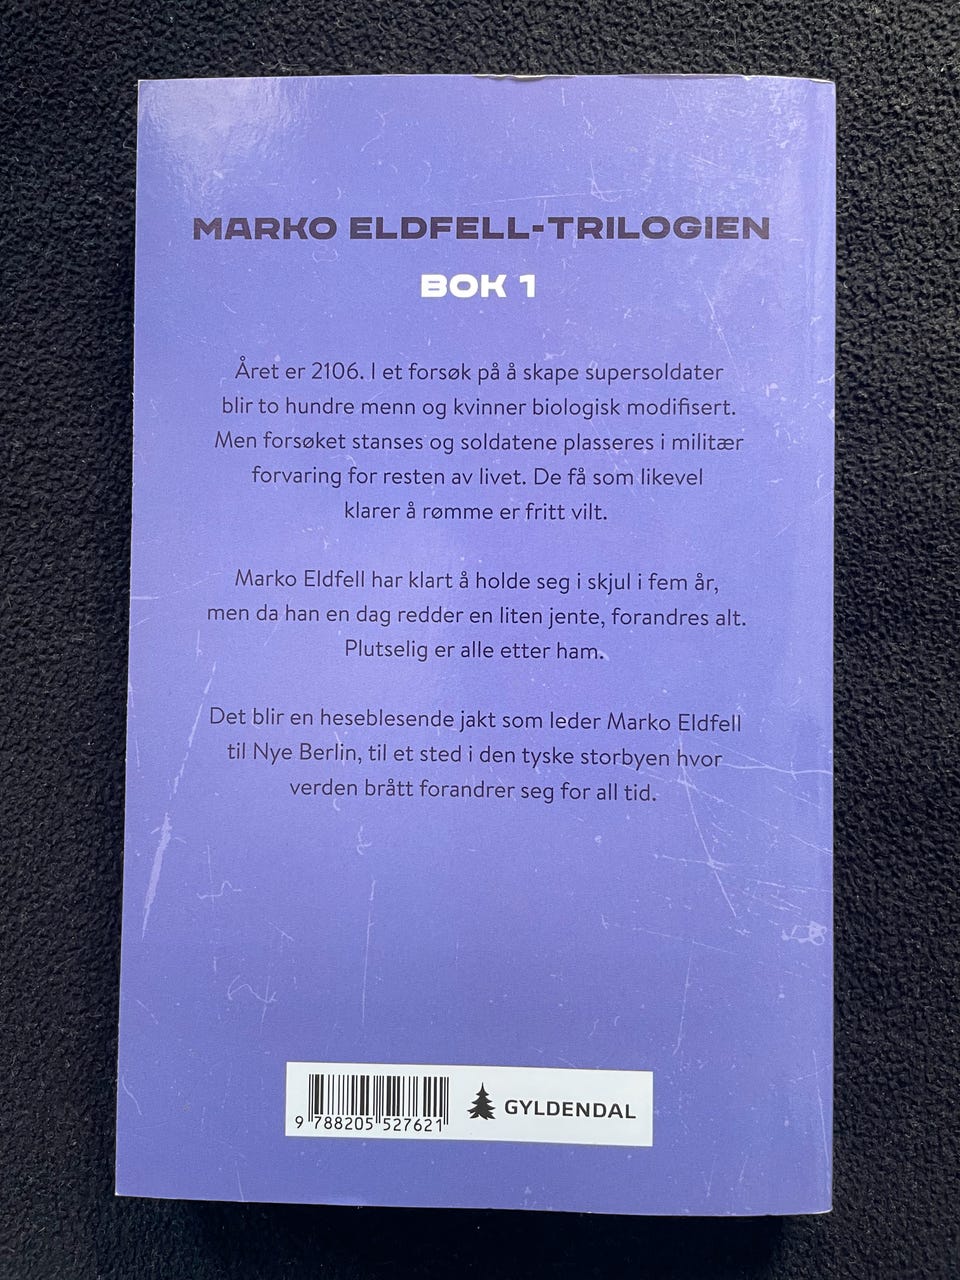 MARKO ELDFELL-TRILOGIEN
BOK 1
Året er 2106. I et forsøk på å skape supersoldater
blir to hundre menn og kvinner biologisk modifisert.
Men forsøket stanses og soldatene plasseres i militær
forvaring for resten av livet. De få som likevel
klarer å rømme er fritt vilt.
Marko Eldfell har klart å holde seg i skjul i fem år,
men da han en dag redder en liten jente, forandres alt.
Plutselig er alle etter ham.
Det blir en heseblesende jakt som leder Marko Eldfell
til Nye Berlin, til et sted i den tyske storbyen hvor
verden brått forandrer seg for all tid.
9 788205 527621
GYLDENDAL